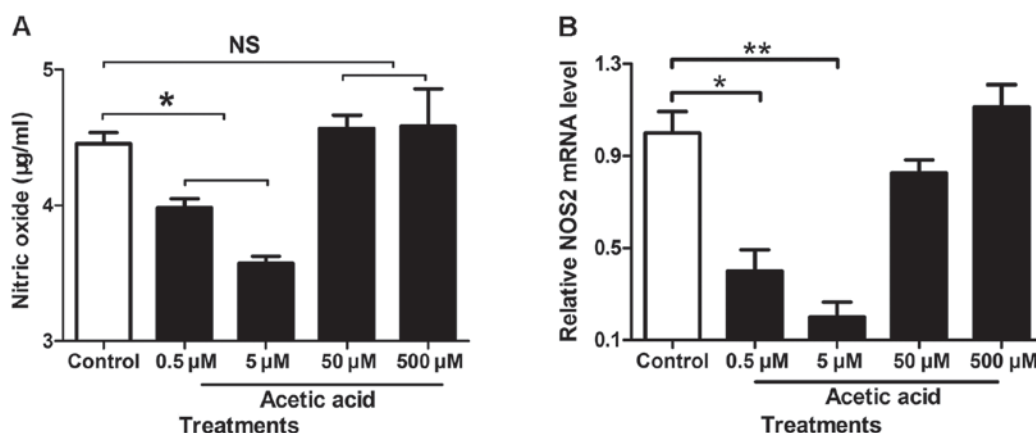 A
NS
*
Nitric oxide (µg/ml)
5
4
3
Control 0.5 µM 5 µM 50 µM 500 µM
Acetic acid
Treatments
B
**
*
Relative NOS2 mRNA level
1.3
0.9
0.5
0.1
Control 0.5 µM 5 µM 50 µM 500 µM
Acetic acid
Treatments